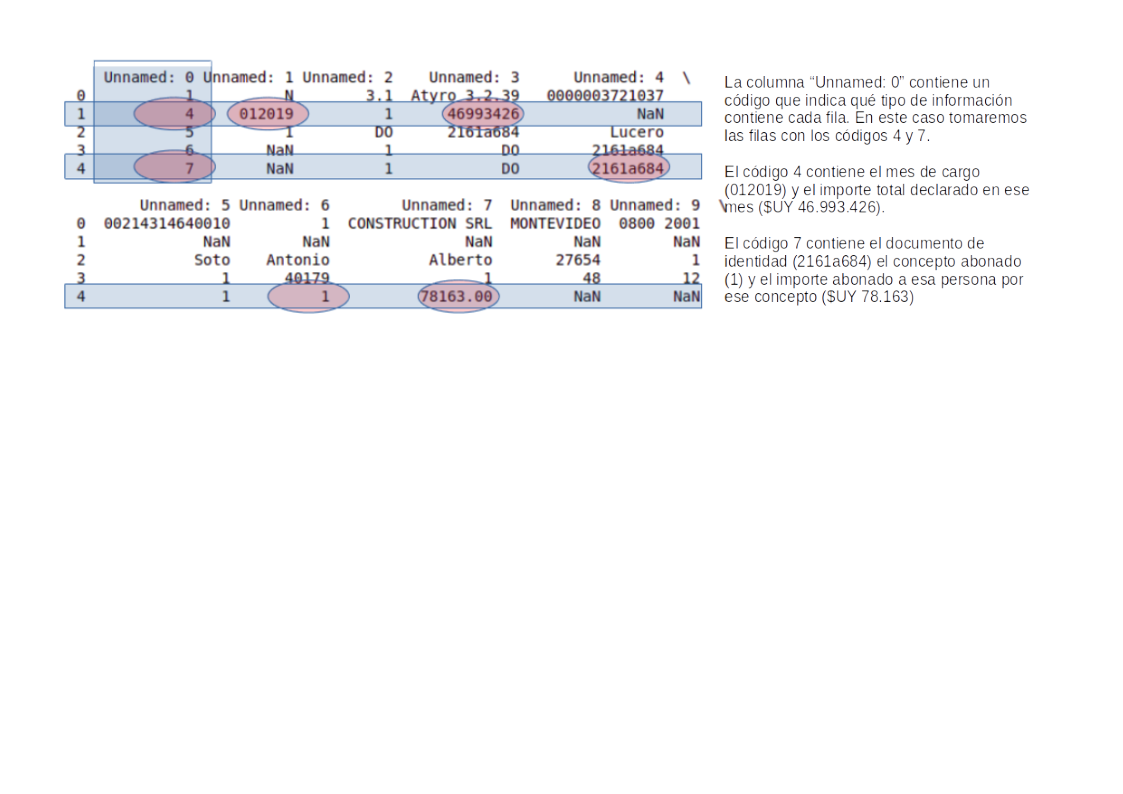 Unnamed: 0 Unnamed: 1 Unnamed: 2 Unnamed: 3 Unnamed: 4 \
0 1 N 3.1 Atyro 3.2.39 0000003721037
1 4 012019 1 46993426 NaN
2 5 1 DO 2161a684 Lucero
3 6 NaN 1 DO 2161a684
4 7 NaN 1 DO 2161a684
Unnamed: 5 Unnamed: 6 Unnamed: 7 Unnamed: 8 Unnamed: 9 \
0 00214314640010 1 CONSTRUCTION SRL MONTEVIDEO 0800 2001
1 NaN NaN NaN NaN NaN
2 Soto Antonio Alberto 27654 1
3 1 40179 1 48 12
4 1 1 78163.00 NaN NaN
La columna “Unnamed: 0” contiene un
código que indica qué tipo de información
contiene cada fila. En este caso tomaremos
las filas con los códigos 4 y 7.
El código 4 contiene el mes de cargo
(012019) y el importe total declarado en ese
mes ($UY 46.993.426).
El código 7 contiene el documento de
identidad (2161a684) el concepto abonado
(1) y el importe abonado a esa persona por
ese concepto ($UY 78.163)